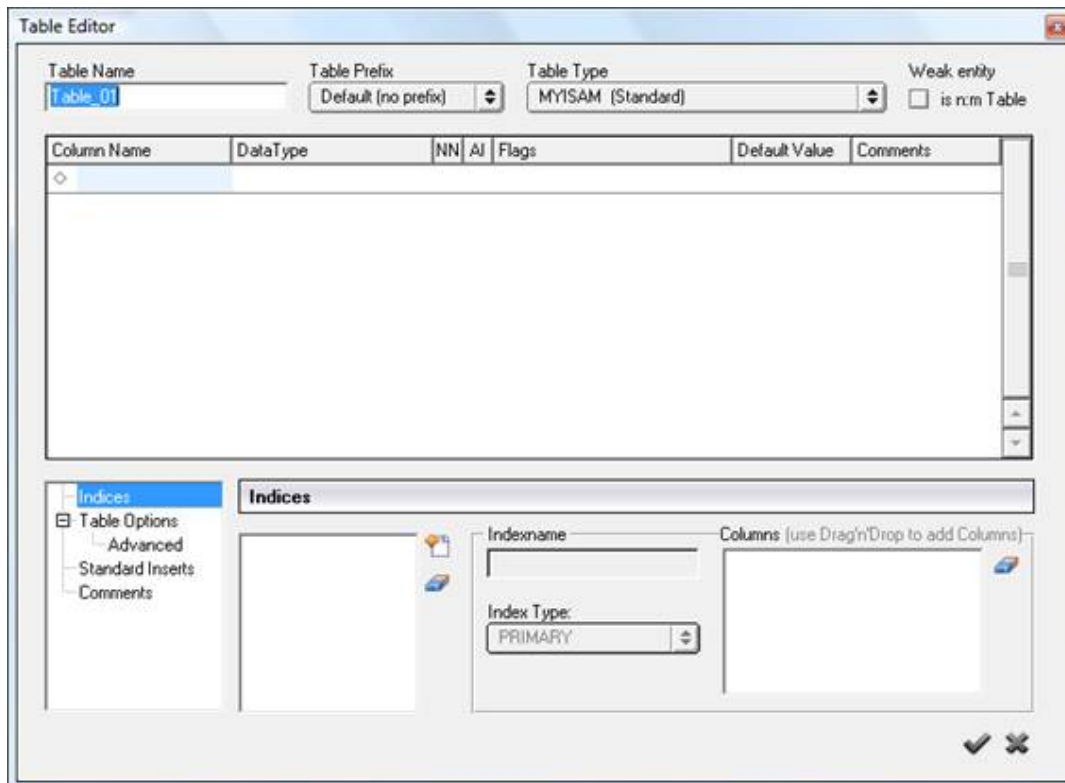 Table Editor
Table Name Table Prefix Table Type Weak entity
Table_01 Default (no prefix) MYISAM (Standard) is n:m Table
Column Name DataType NN AI Flags Default Value Comments
Indices
Table Options
Advanced
Standard Inserts
Comments
Indices
Indexname Columns (use Drag'n'Drop to add Columns)
Index Type:
PRIMARY